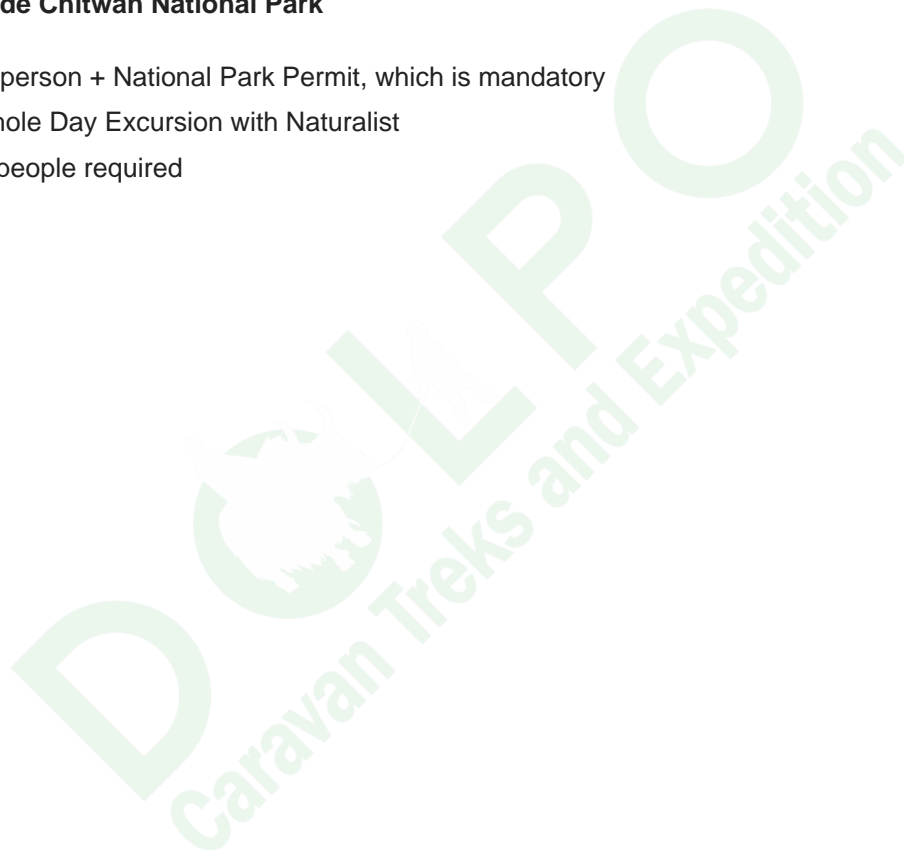 de Chitwan National Park
person + National Park Permit, which is mandatory
ole Day Excursion with Naturalist
people required
DOLPO
Caravan Treks and Expedition